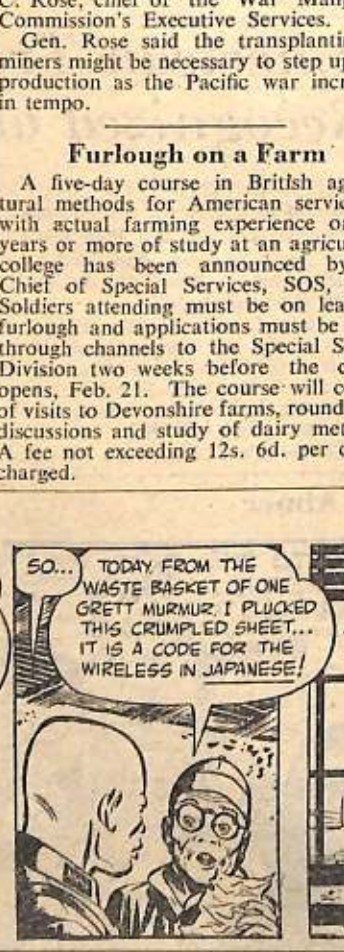 C. Rose, chief of the War Manp
Commission's Executive Services.
Gen. Rose said the transplanti
miners might be necessary to step up
production as the Pacific war incr
in tempo.
Furlough on a Farm
A five-day course in British ag
tural methods for American servic
with actual farming experience or
years or more of study at an agricu
college has been announced by
Chief of Special Services, SOS,
Soldiers attending must be on lea
furlough and applications must be
through channels to the Special S
Division two weeks before the c
opens, Feb. 21. The course will c
of visits to Devonshire farms, round
discussions and study of dairy met
A fee not exceeding 12s. 6d. per d
charged.
SO...
TODAY, FROM THE
WASTE BASKET OF ONE
GRETT MURMUR, I PLUCKED
THIS CRUMPLED SHEET...
IT IS A CODE FOR THE
WIRELESS IN JAPANESE!